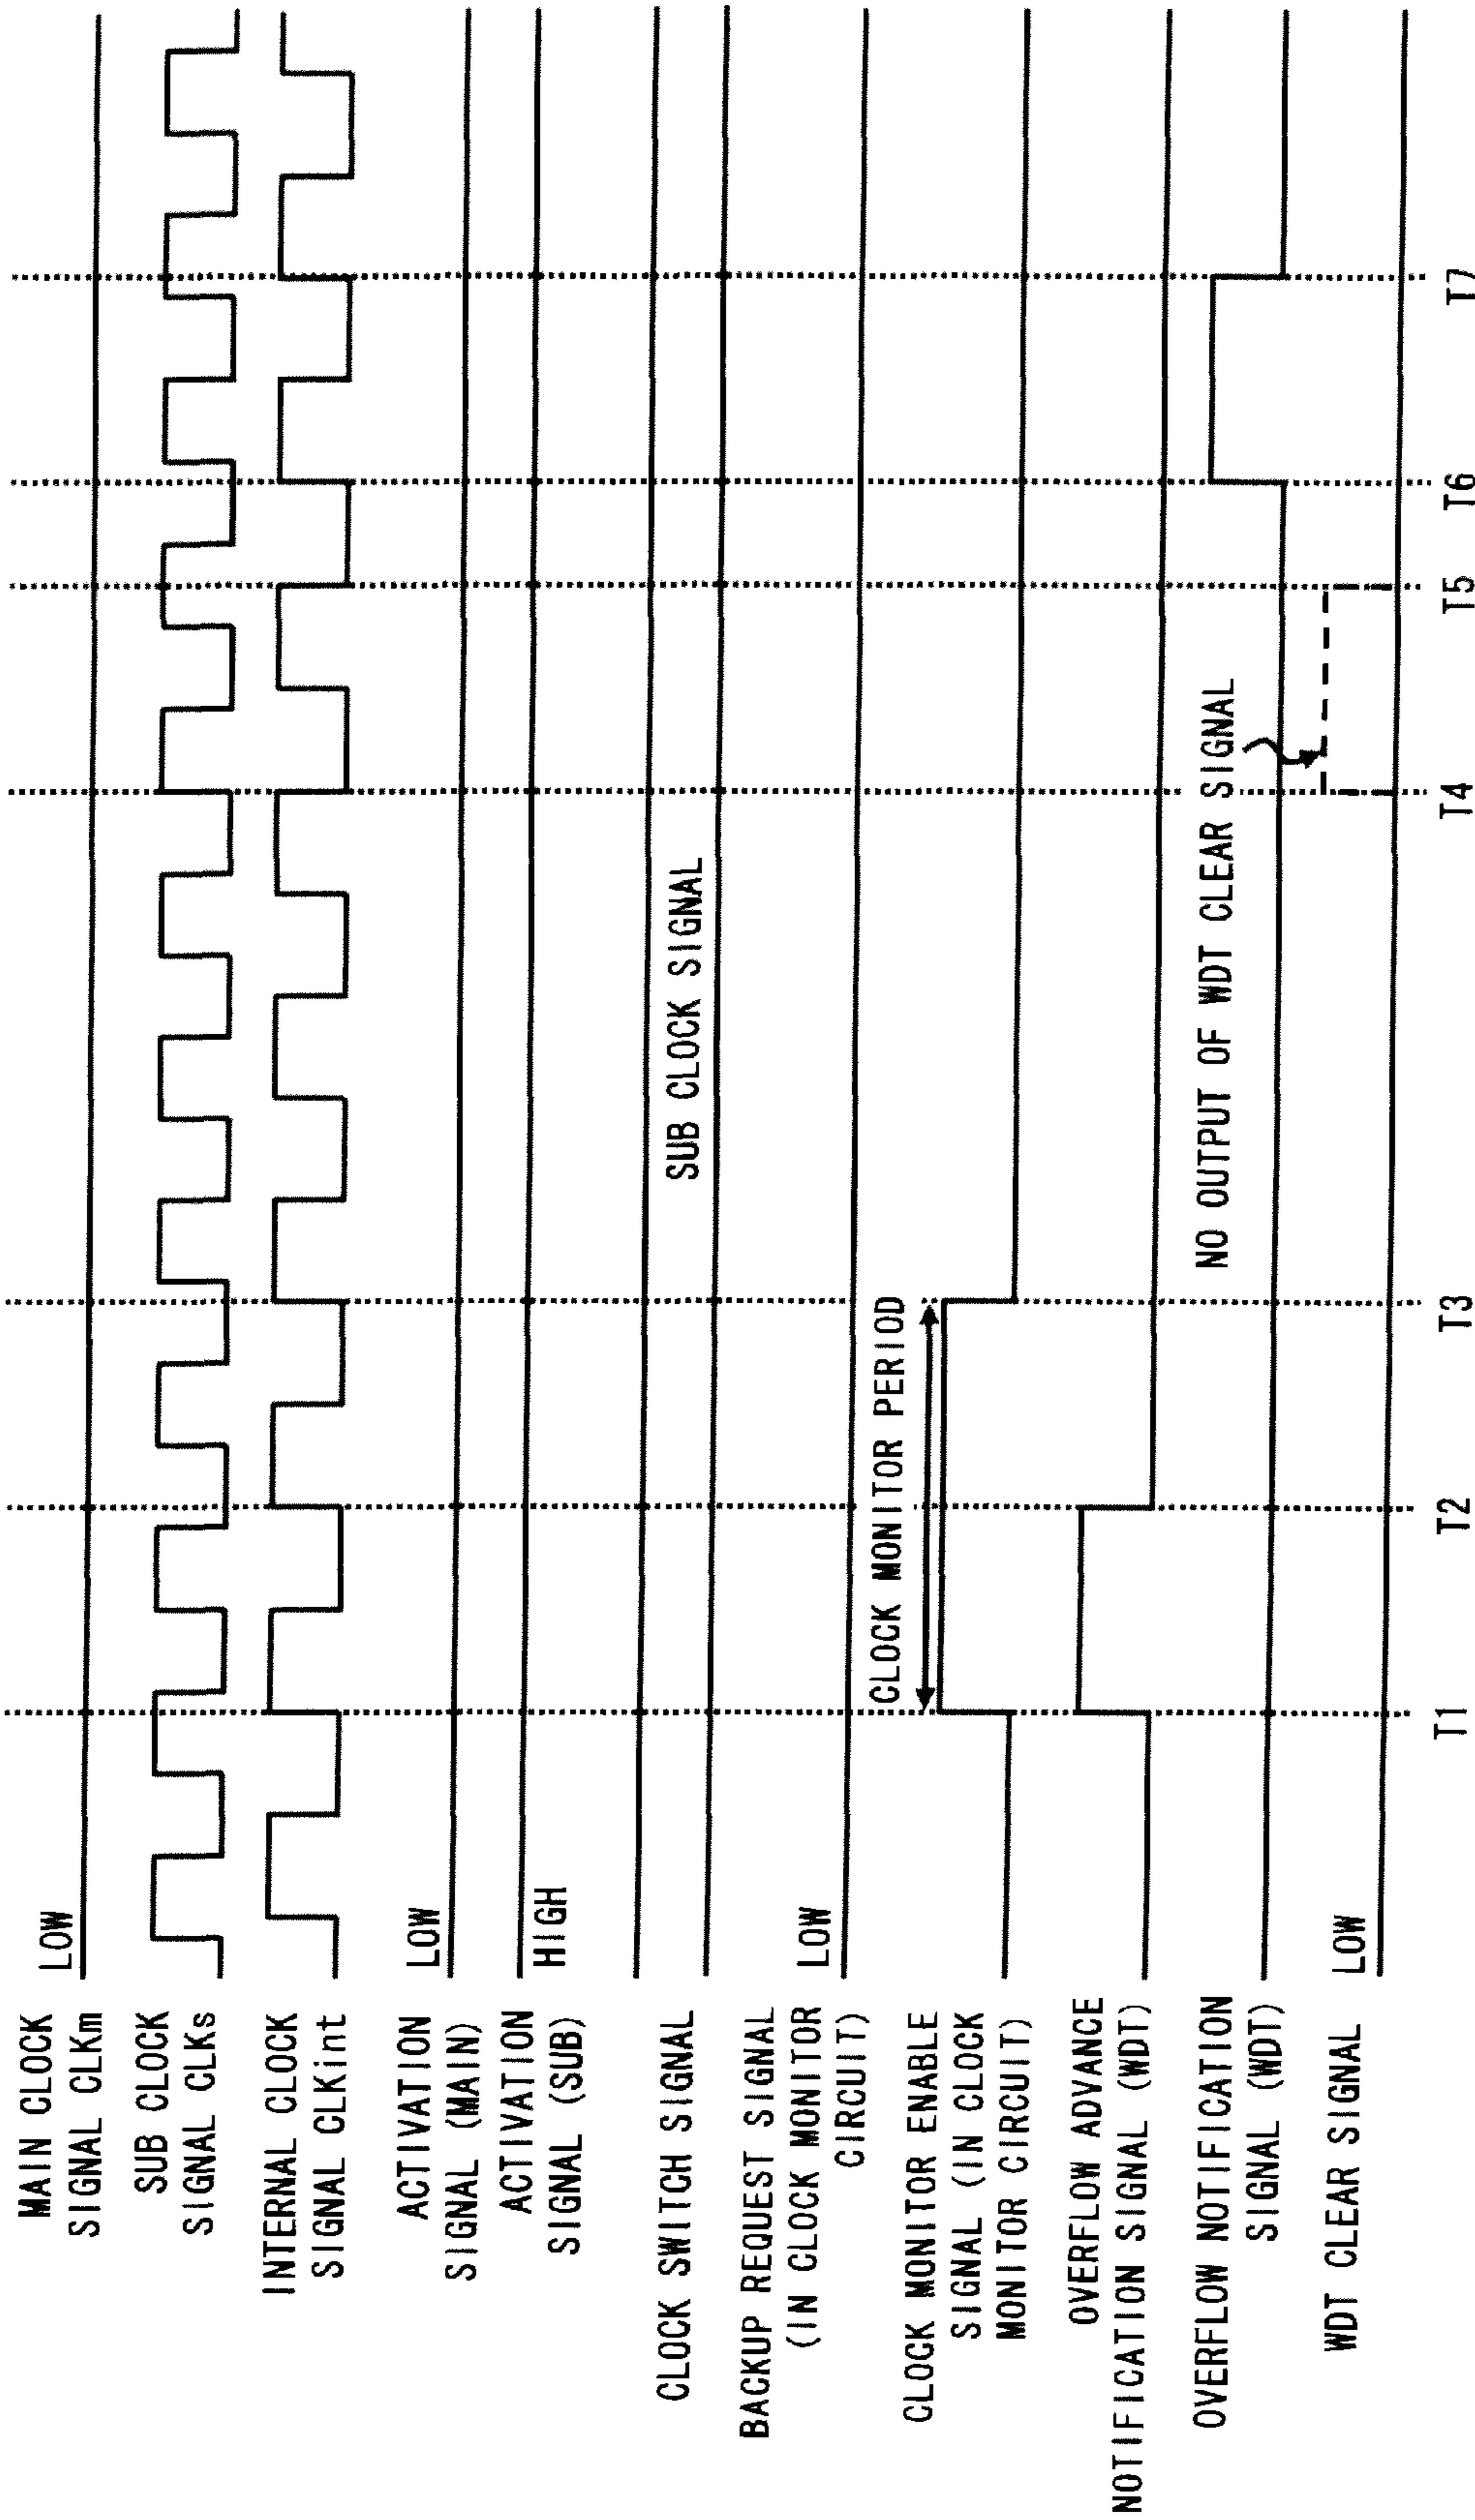 MAIN CLOCK
SIGNAL CLKm
LOW
SUB CLOCK
SIGNAL CLKs
INTERNAL CLOCK
SIGNAL CLKint
ACTIVATION
SIGNAL (MAIN)
LOW
ACTIVATION
SIGNAL (SUB)
HIGH
CLOCK SWITCH SIGNAL
SUB CLOCK SIGNAL
BACKUP REQUEST SIGNAL
(IN CLOCK MONITOR
CIRCUIT)
LOW
CLOCK MONITOR ENABLE
SIGNAL (IN CLOCK
MONITOR CIRCUIT)
CLOCK MONITOR PERIOD
OVERFLOW ADVANCE
NOTIFICATION SIGNAL (WDT)
OVERFLOW NOTIFICATION
SIGNAL (WDT)
NO OUTPUT OF WDT CLEAR SIGNAL
WDT CLEAR SIGNAL
LOW
T1
T2
T3
T4
T5
T6
T7